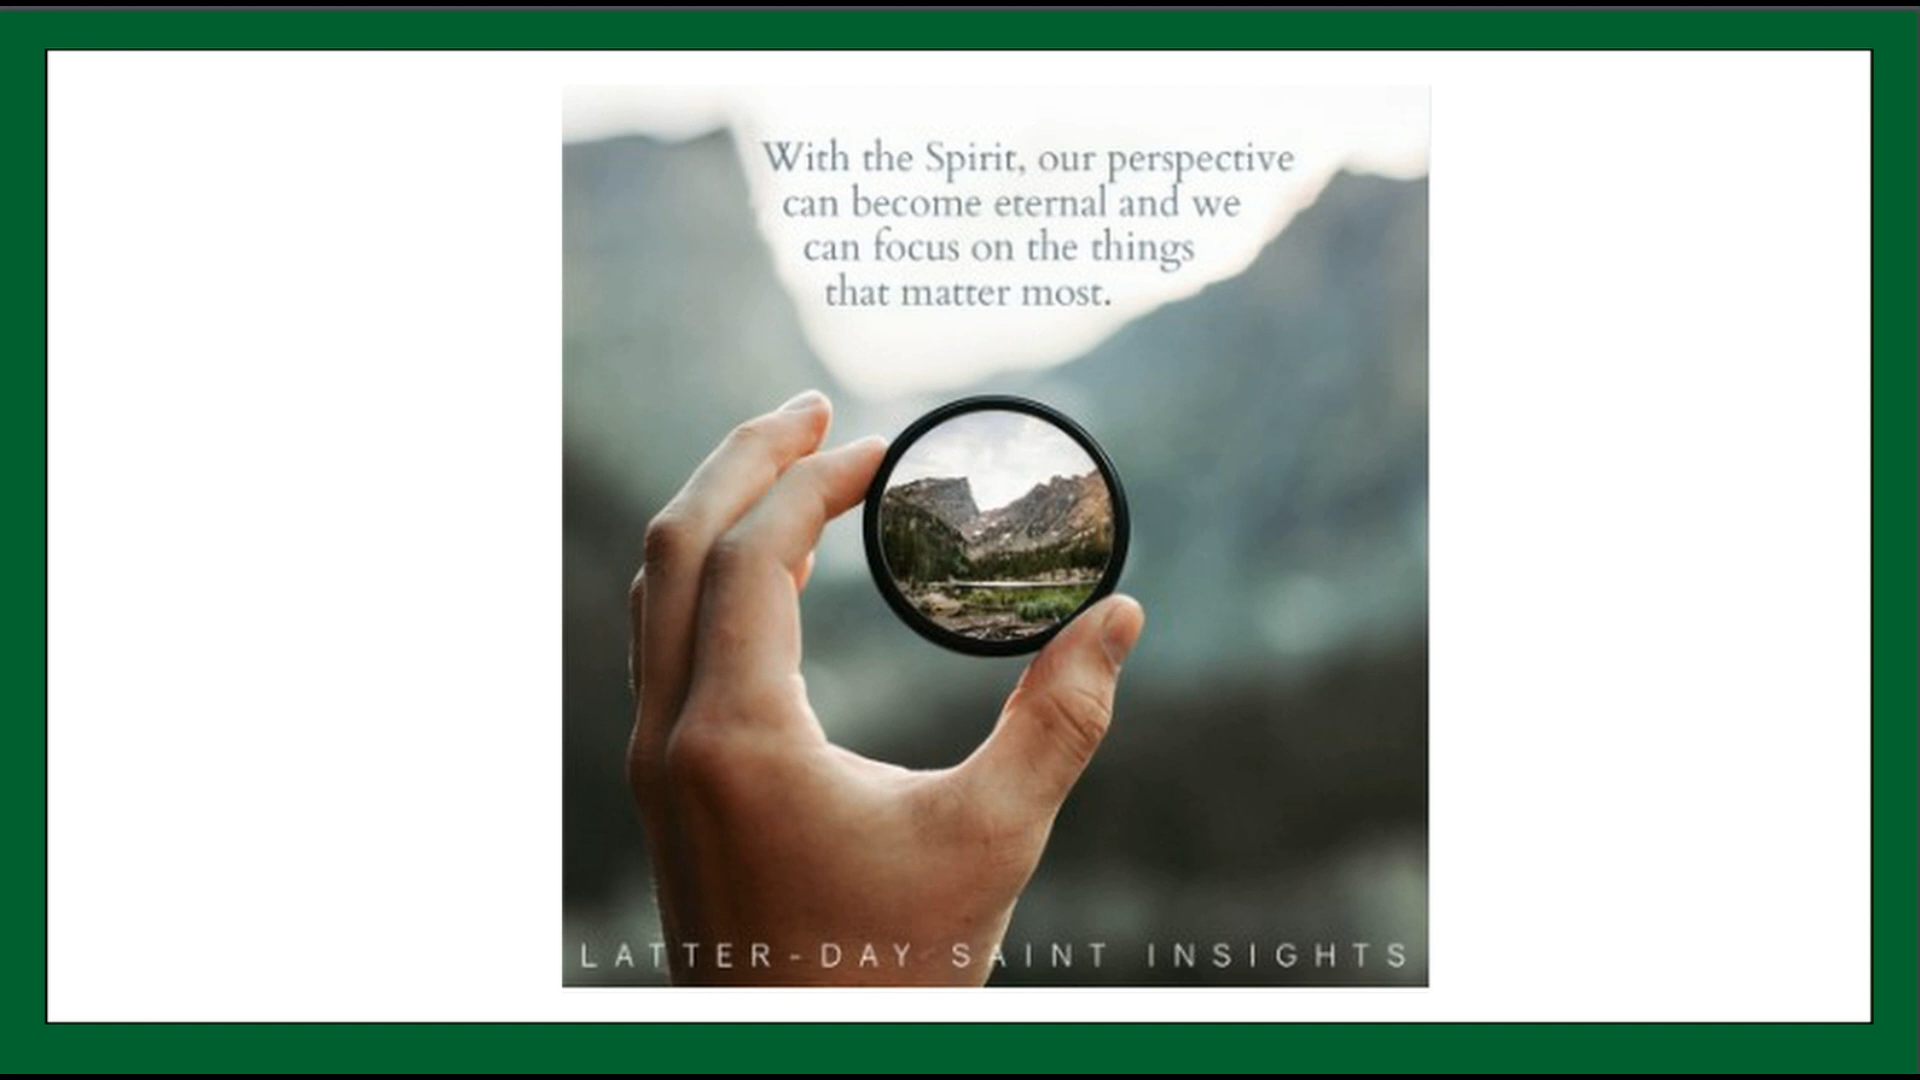 With the Spirit, our perspective
can become eternal and we
can focus on the things
that matter most.
LATTER-DAY SAINT INSIGHTS